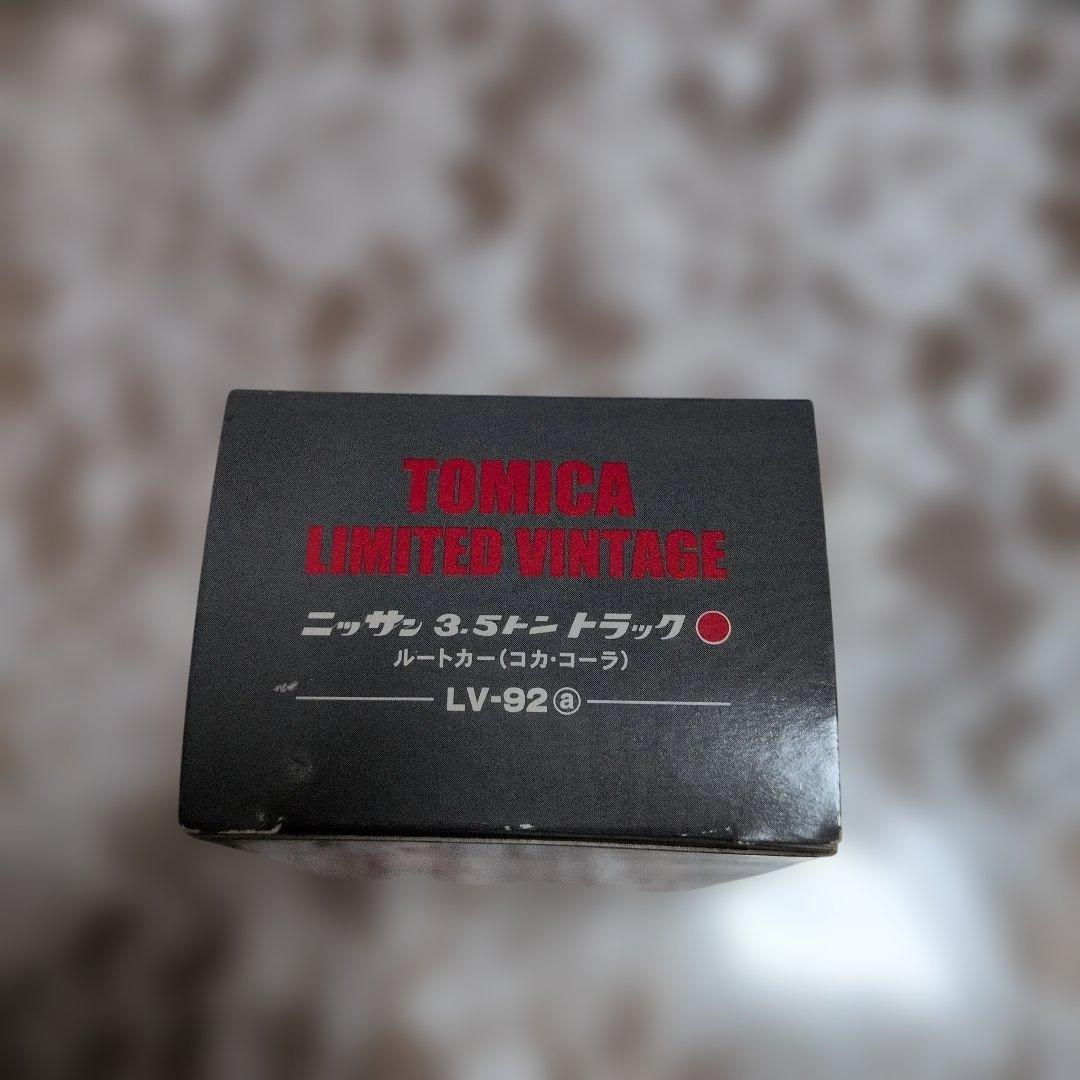 TOMICA
LIMITED VINTAGE
ニッサン 3.5トン トラック
ルートカー(コカ・コーラ)
LV-92ⓐ